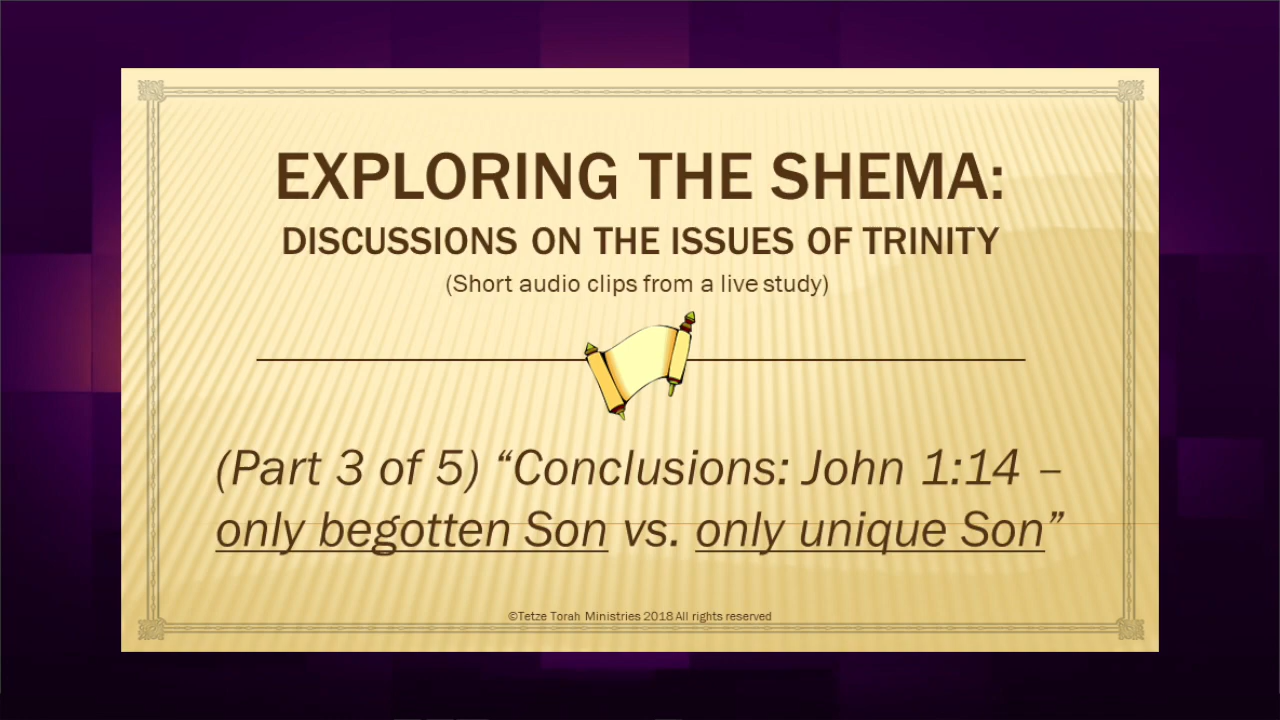 EXPLORING THE SHEMA:
DISCUSSIONS ON THE ISSUES OF TRINITY
(Short audio clips from a live study)
(Part 3 of 5) “Conclusions: John 1:14 –
only begotten Son vs. only unique Son”
©Tetze Torah Ministries 2018 All rights reserved